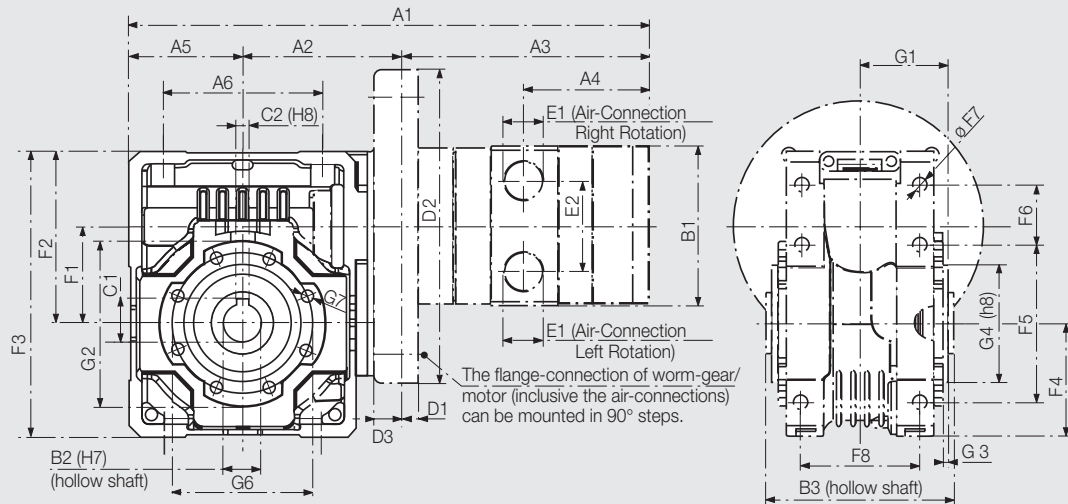 A1
A5
A2
A3
G1
A6
A4
C2 (H8)
E1 (Air-Connection
Right Rotation)
ø F7
D2
E2
B1
F6
F2
F1
C1
G7
F3
G2
G4 (h8)
F5
E1 (Air-Connection
Left Rotation)
The flange-connection of worm-gear/
motor (inclusive the air-connections)
can be mounted in 90° steps.
F4
D1
D3
B2 (H7)
(hollow shaft)
G6
F8
G 3
B3 (hollow shaft)